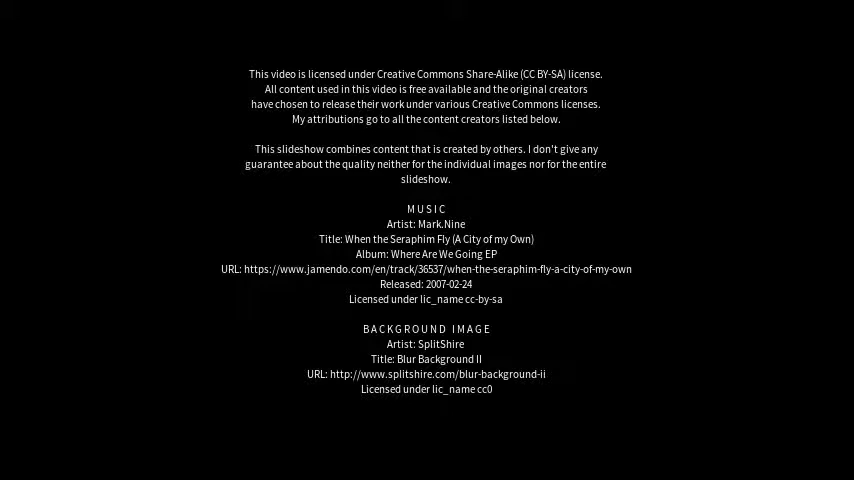 This video is licensed under Creative Commons Share-Alike (CC BY-SA) license.
All content used in this video is free available and the original creators
have chosen to release their work under various Creative Commons licenses.
My attributions go to all the content creators listed below.
This slideshow combines content that is created by others. I don't give any
guarantee about the quality neither for the individual images nor for the entire
slideshow.
MUSIC
Artist: Mark.Nine
Title: When the Seraphim Fly (A City of my Own)
Album: Where Are We Going EP
URL: https://www.jamendo.com/en/track/36537/when-the-seraphim-fly-a-city-of-my-own
Released: 2007-02-24
Licensed under lic_name cc-by-sa
BACKGROUND IMAGE
Artist: SplitShire
Title: Blur Background II
URL: http://www.splitshire.com/blur-background-ii
Licensed under lic_name cc0